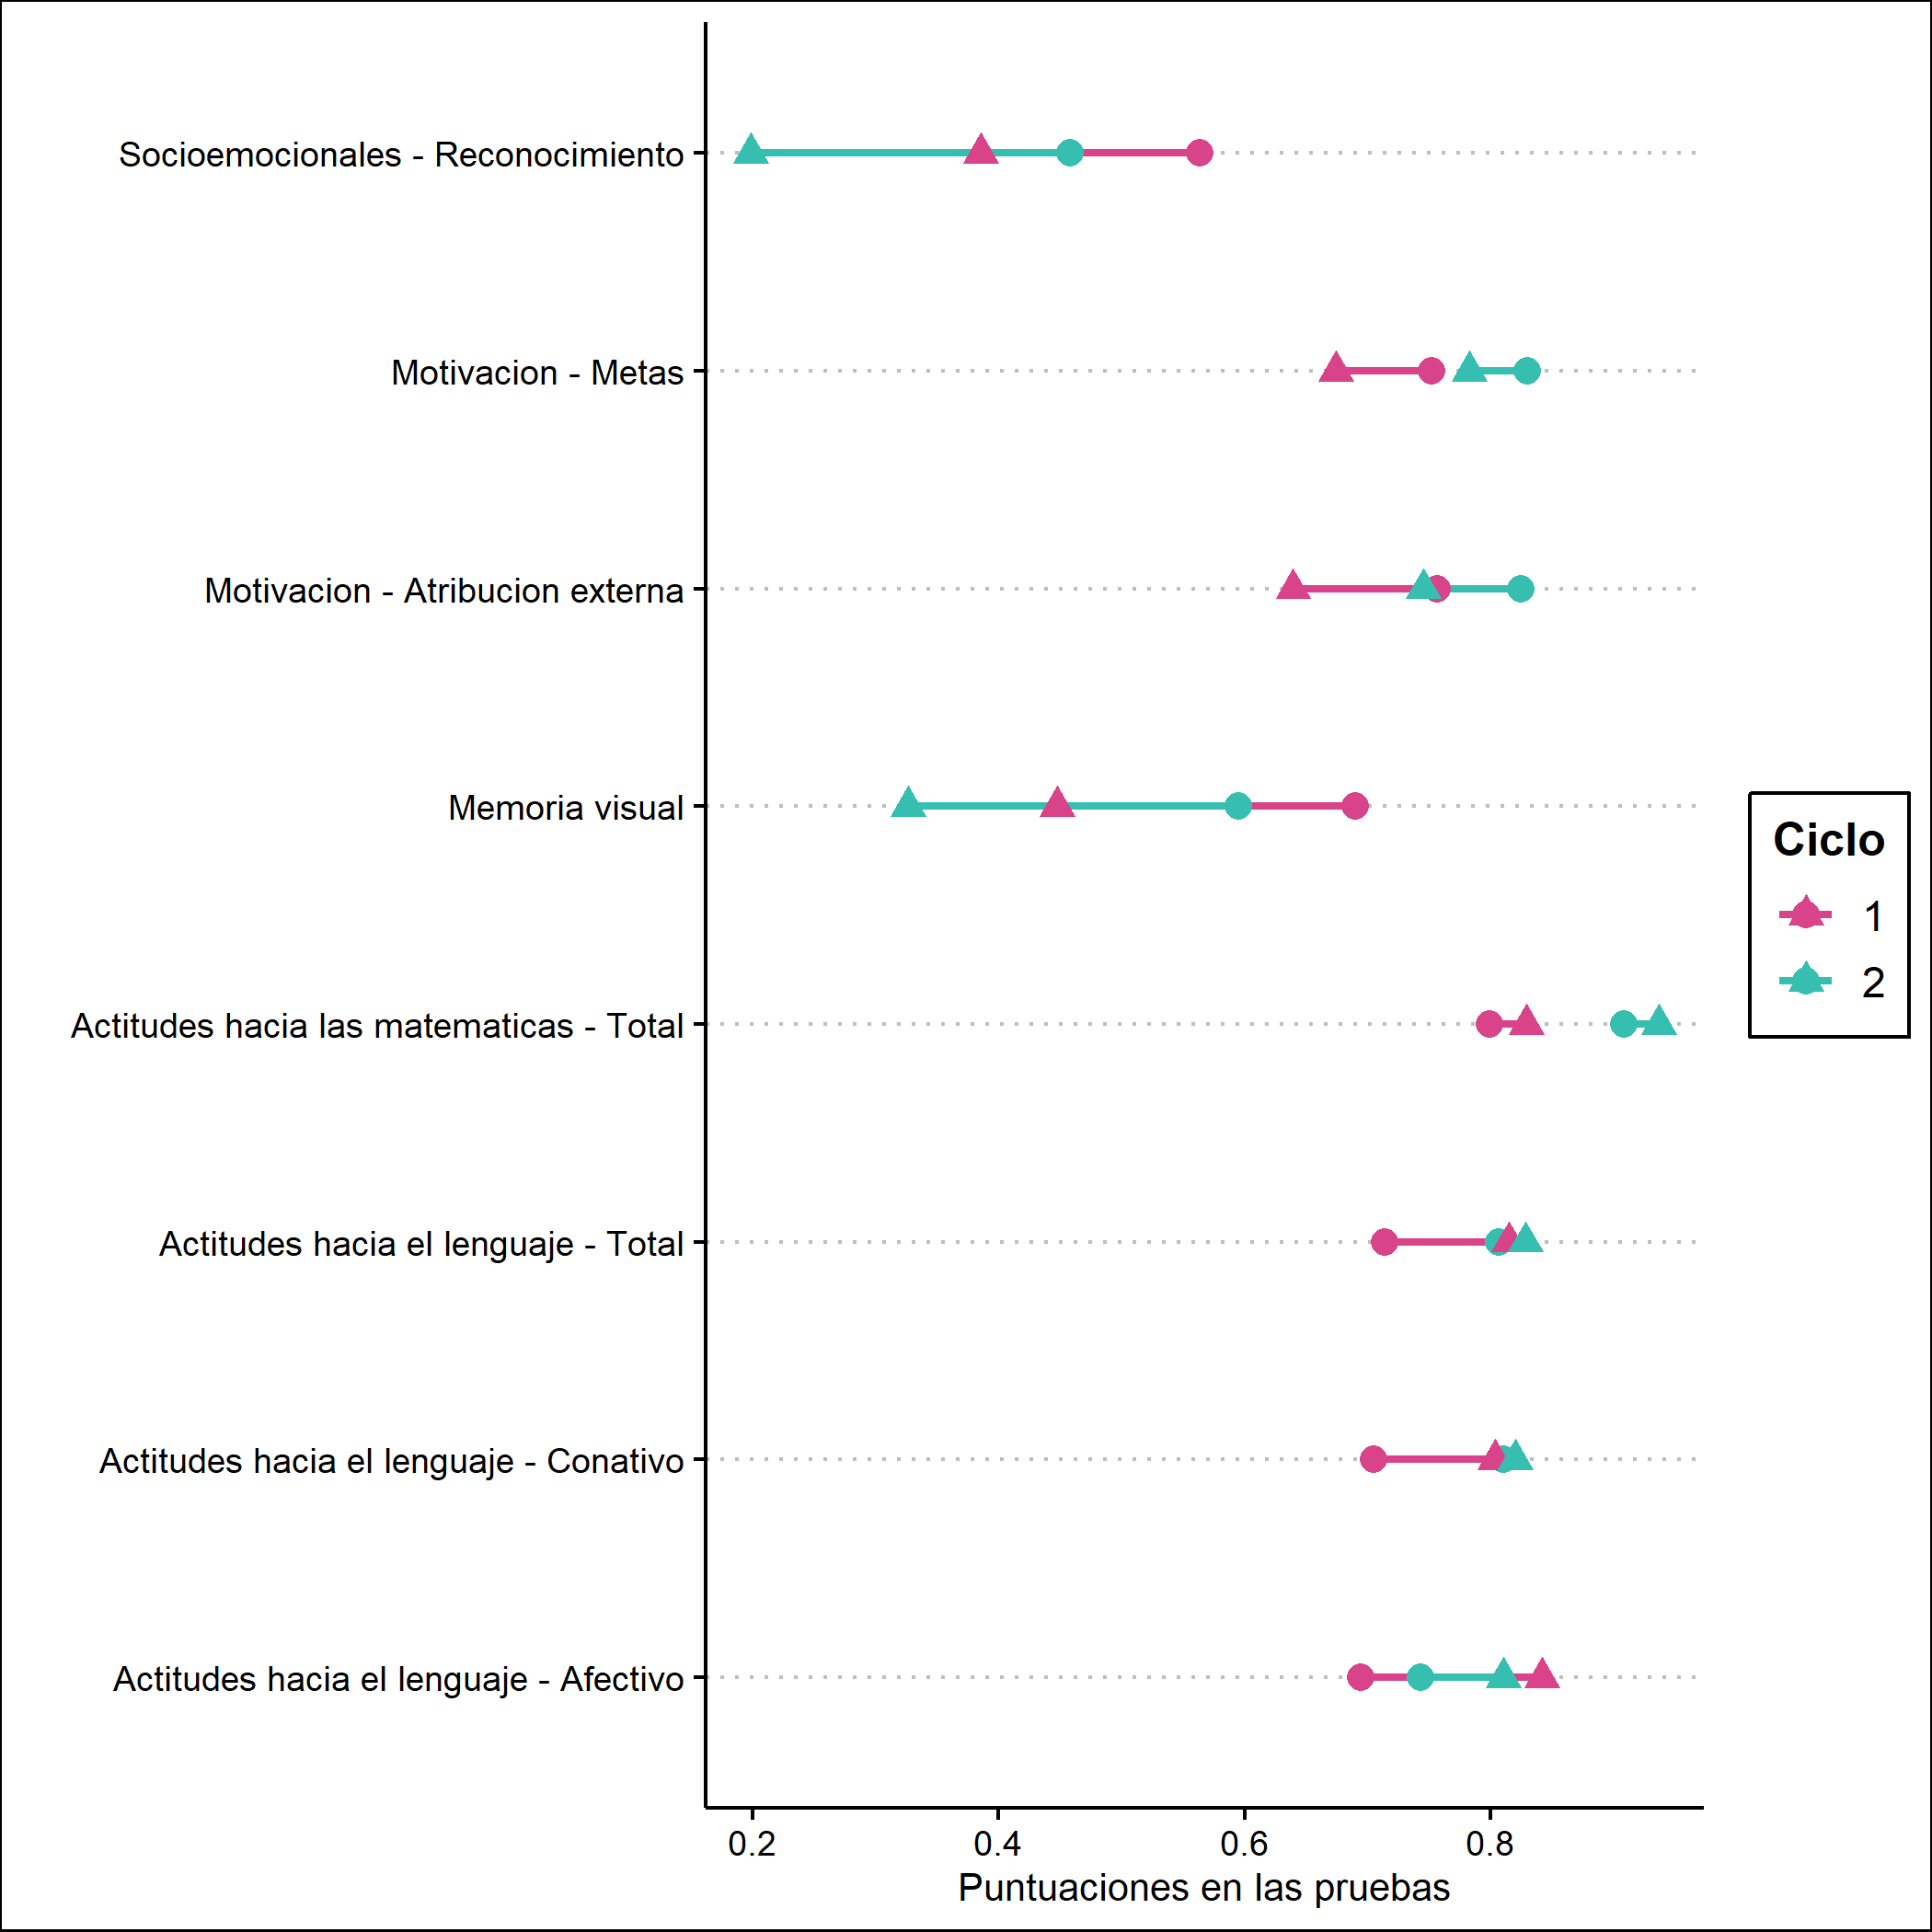 Socioemocionales - Reconocimiento
Motivacion - Metas
Motivacion - Atribucion externa
Memoria visual
Actitudes hacia las matematicas - Total
Actitudes hacia el lenguaje - Total
Actitudes hacia el lenguaje - Conativo
Actitudes hacia el lenguaje - Afectivo
0.2 0.4 0.6 0.8
Puntuaciones en las pruebas
Ciclo
1
2